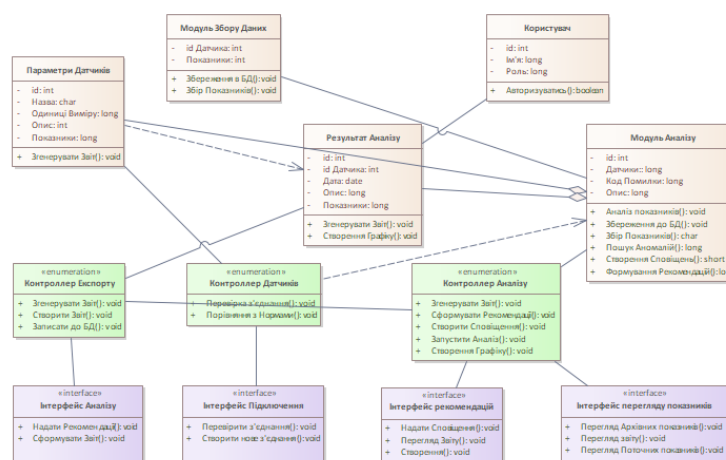 Модуль Збору Даних
- id Датчика: int
- Показники: int
+ Збереження в БД(): void
+ Збір Показників(): void
Користувач
- id: int
- Ім'я: long
- Роль: long
+ Авторизуватись(): boolean
Параметри Датчиків
- id: int
- Назва: char
- Одиниці Виміру: long
- Опис: int
- Показники: long
+ Згенерувати Звіт(): void
Результат Аналізу
- id: int
- id Датчика: int
- Дата: date
- Опис: long
- Показники: long
+ Згенерувати Звіт(): void
+ Створення Графіку(): void
Модуль Аналізу
- id: int
- Датчики:: long
- Код Помилки: long
- Опис: long
+ Аналіз показників(): void
+ Збереження до БД(): void
+ Збір Показників(): char
+ Пошук Аномалій(): long
+ Створення Сповіщень(): short
+ Формування Рекомендацій(): lo
«enumeration»
Контроллер Експорту
+ Згенерувати Звіт(): void
+ Створити Звіт(): void
+ Записати до БД(): void
«enumeration»
Контроллер Датчиків
+ Перевірка з'єднання(): void
+ Порівняння з Нормами(): void
«enumeration»
Контроллер Аналізу
+ Згенерувати Звіт(): void
+ Сформувати Рекомендації(): void
+ Створити Сповіщення(): void
+ Запустити Аналіз(): void
+ Створення Графіку(): void
«interface»
Інтерфейс Аналізу
+ Надати Рекомендації(): void
+ Сформувати Звіт(): void
«interface»
Інтерфейс Підключення
+ Перевірити з'єднання(): void
+ Створити нове з'єднання(): void
«interface»
Інтерфейс рекомендацій
+ Надати Сповіщення(): void
+ Перегляд Звіту(): void
+ Створення(): void
«interface»
Інтерфейс перегляду показників
+ Перегляд Архівних показників(): void
+ Перегляд звіту(): void
+ Перегляд Поточних показників(): void